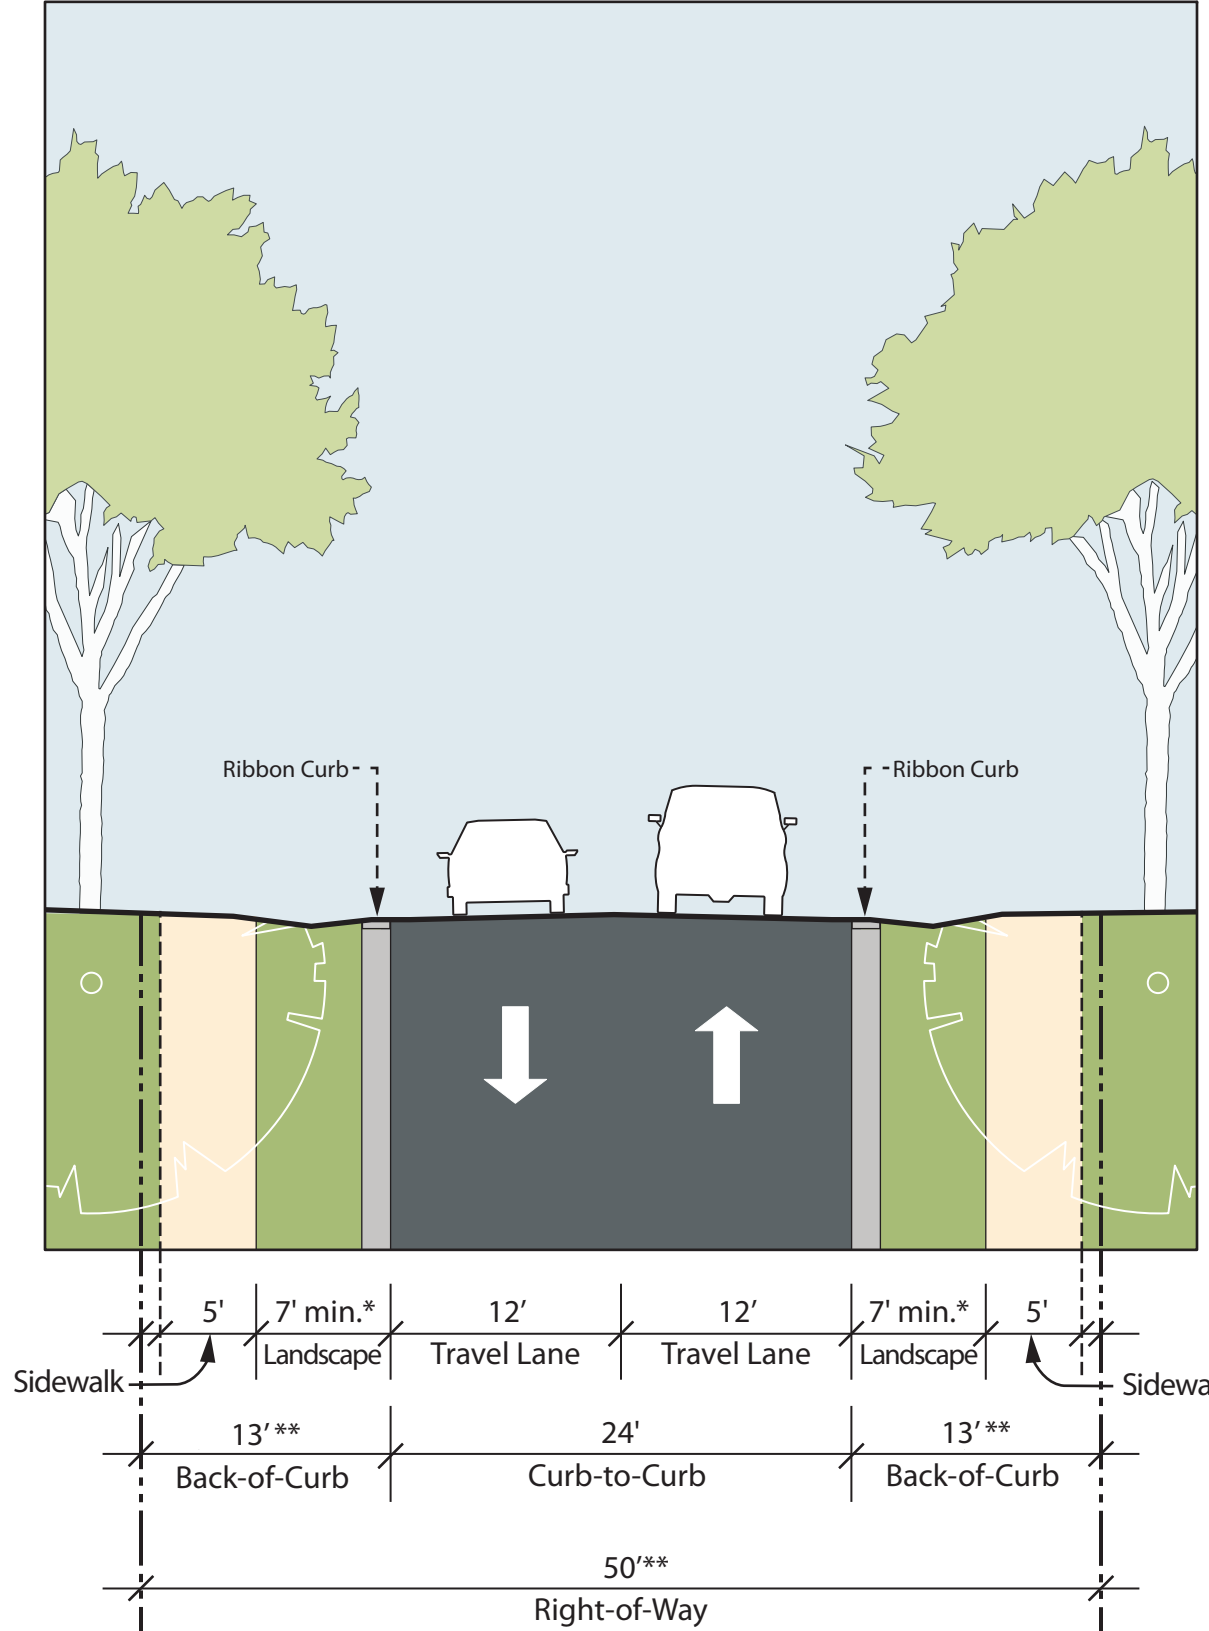 Ribbon Curb
Ribbon Curb
5' 7' min.* 12’ 12’ 7' min.* 5'
Landscape Travel Lane Travel Lane Landscape
Sidewalk Sidewa
13’ ** 24' 13’ **
Back-of-Curb Curb-to-Curb Back-of-Curb
50’**
Right-of-Way